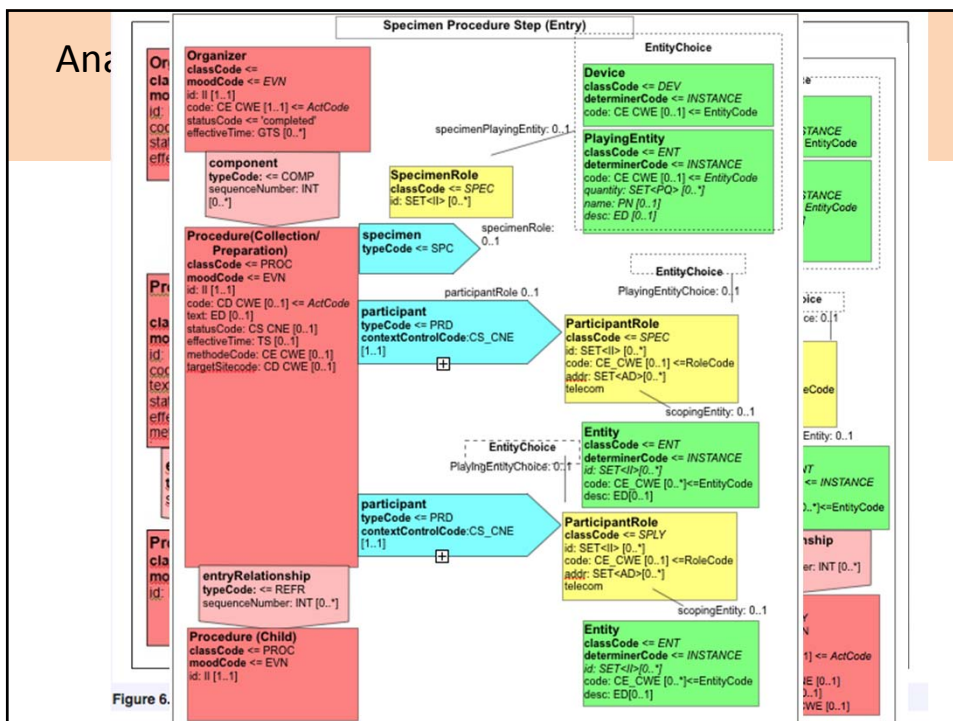 Specimen Procedure Step (Entry)
Organizer
classCode <=
moodCode <= EVN
id: II [1..1]
code: CE CWE [1..1] <= ActCode
statusCode <= 'completed'
effectiveTime: GTS [0..*]
component
typeCode: <= COMP
sequenceNumber: INT
[0..*]
EntityChoice
Device
classCode <= DEV
determinerCode <= INSTANCE
code: CE CWE [0..1] <= EntityCode
specimenPlayingEntity: 0..1
PlayingEntity
classCode <= ENT
determinerCode <= INSTANCE
code: CE CWE [0..1] <= EntityCode
quantity: SET<PQ> [0..*]
name: PN [0..1]
desc: ED [0..1]
SpecimenRole
classCode <= SPEC
id: SET<II> [0..*]
Procedure(Collection/
Preparation)
classCode <= PROC
moodCode <= EVN
id: II [1..1]
code: CD CWE [0..1] <= ActCode
text: ED [0..1]
statusCode: CS CNE [0..1]
effectiveTime: TS [0..1]
methodeCode: CE CWE [0..1]
targetSitecode: CD CWE [0..1]
specimen
typeCode <= SPC
specimenRole:
0..1
EntityChoice
PlayingEntityChoice: 0..1
participantRole 0..1
participant
typeCode <= PRD
contextControlCode:CS_CNE
[1..1]
ParticipantRole
classCode <= SPEC
id: SET<II> [0..*]
code: CE_CWE [0..1] <=RoleCode
addr: SET<AD>[0..*]
telecom
scopingEntity: 0..1
Entity
classCode <= ENT
determinerCode <= INSTANCE
id: SET<II>[0..*]
code: CE_CWE [0..*]<=EntityCode
desc: ED[0..1]
EntityChoice
PlayingEntityChoice: 0..1
participant
typeCode <= PRD
contextControlCode:CS_CNE
[1..1]
ParticipantRole
classCode <= SPLY
id: SET<II> [0..*]
code: CE_CWE [0..1] <=RoleCode
addr: SET<AD>[0..*]
telecom
scopingEntity: 0..1
Entity
classCode <= ENT
determinerCode <= INSTANCE
id: SET<II>[0..*]
code: CE_CWE [0..*]<=EntityCode
desc: ED[0..1]
entryRelationship
typeCode: <= REFR
sequenceNumber: INT [0..*]
Procedure (Child)
classCode <= PROC
moodCode <= EVN
id: II [1..1]
Figure 6.